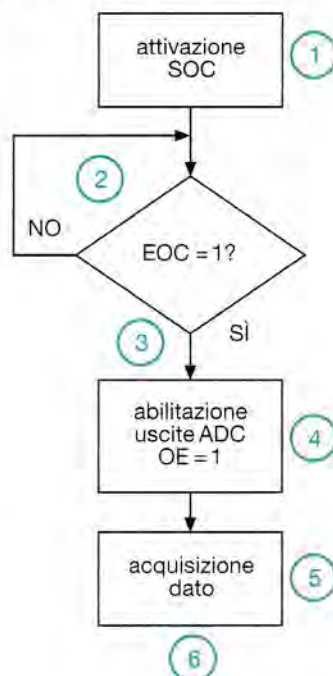 attivazione
SOC
1
2
NO
EOC = 1?
3
SÌ
abilitazione
uscite ADC
OE = 1
4
acquisizione
dato
5
6